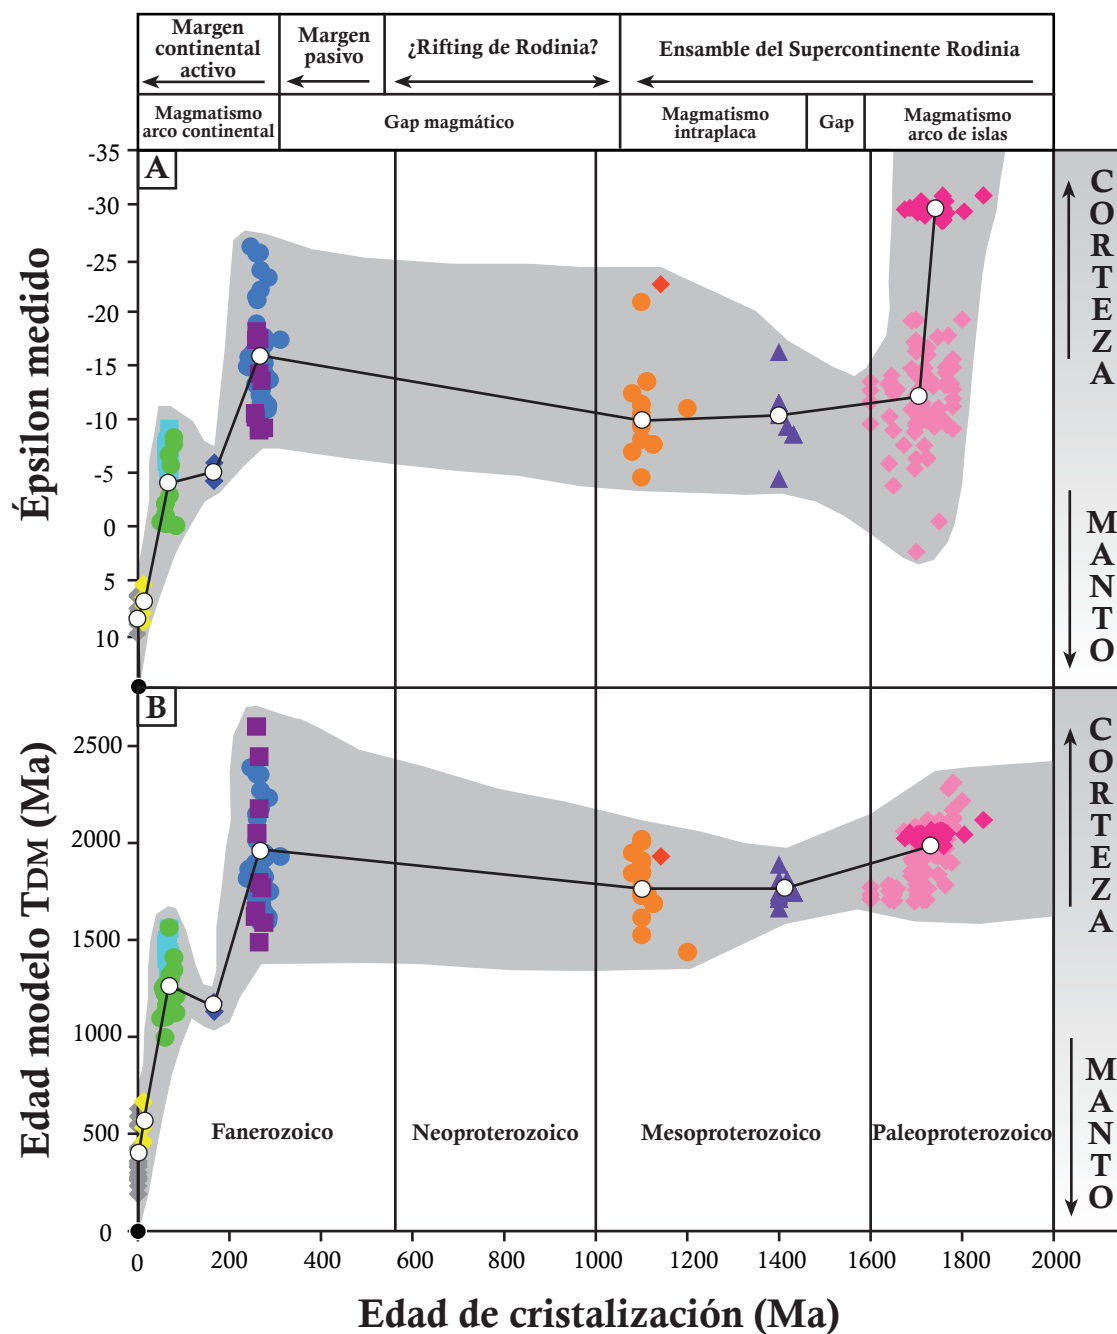 Margen
continental
activo
Margen
pasivo
¿Rifting de Rodinia?
Ensamble del Supercontinente Rodinia
Magmatismo
arco continental
Gap magmático
Magmatismo
intraplaca
Gap
Magmatismo
arco de islas
A
Épsilon medido
-35
-30
-25
-20
-15
-10
-5
0
5
10
CORTEZA
MANTO
B
Edad modelo TDM (Ma)
2500
2000
1500
1000
500
0
Fanerozoico
Neoproterozoico
Mesoproterozoico
Paleoproterozoico
CORTEZA
MANTO
0
200
400
600
800
1000
1200
1400
1600
1800
2000
Edad de cristalización (Ma)